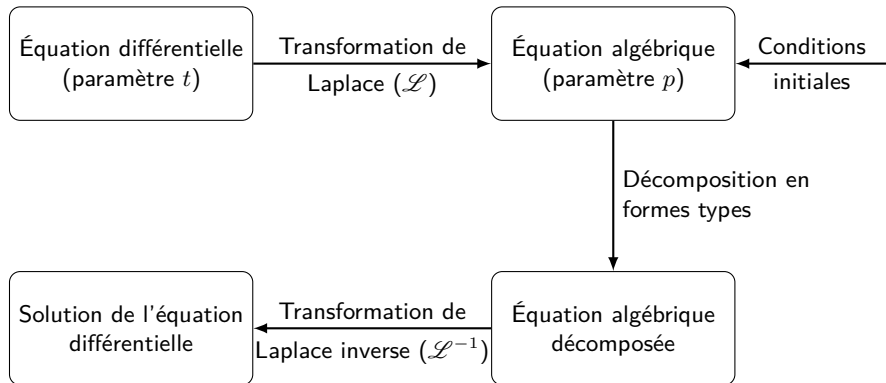 Équation différentielle
(paramètre t)
Transformation de
Laplace (ℒ)
Équation algébrique
(paramètre p)
Conditions
initiales
Décomposition en
formes types
Solution de l'équation
différentielle
Transformation de
Laplace inverse (ℒ⁻¹)
Équation algébrique
décomposée